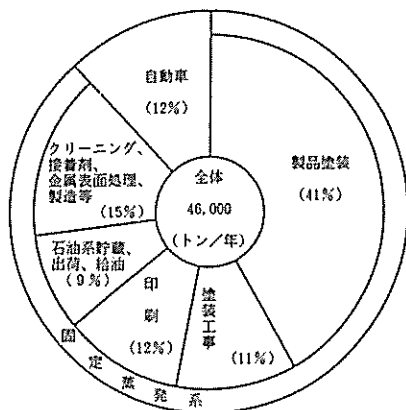 自動車
(12%)
クリーニング、
接着剤、
金属表面処理、
製造等
(15%)
石油系貯蔵、
出荷、給油
(9%)
印刷
(12%)
塗装工事
(11%)
製品塗装
(41%)
全体
46,000
(トン/年)
固定蒸発系